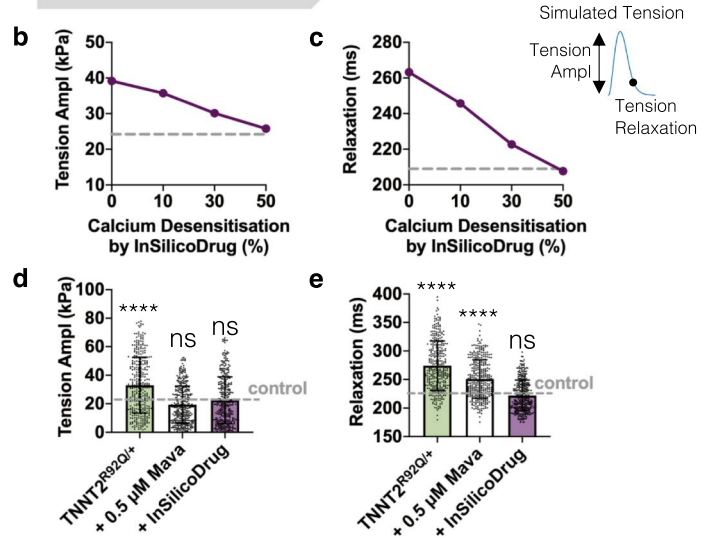 b
Tension Ampl (kPa)
50
40
30
20
10
0 10 30 50
Calcium Desensitisation
by InSilicoDrug (%)
c
Relaxation (ms)
280
260
240
220
200
0 10 30 50
Calcium Desensitisation
by InSilicoDrug (%)
Simulated Tension
Tension
Ampl
Tension
Relaxation
d
Tension Ampl (kPa)
100
80
60
40
20
0
****
ns
ns
control
TNNT2R92Q/+
+ 0.5 µM Mava
+ InSilicoDrug
e
Relaxation (ms)
400
350
300
250
200
150
****
****
ns
control
TNNT2R92Q/+
+ 0.5 µM Mava
+ InSilicoDrug